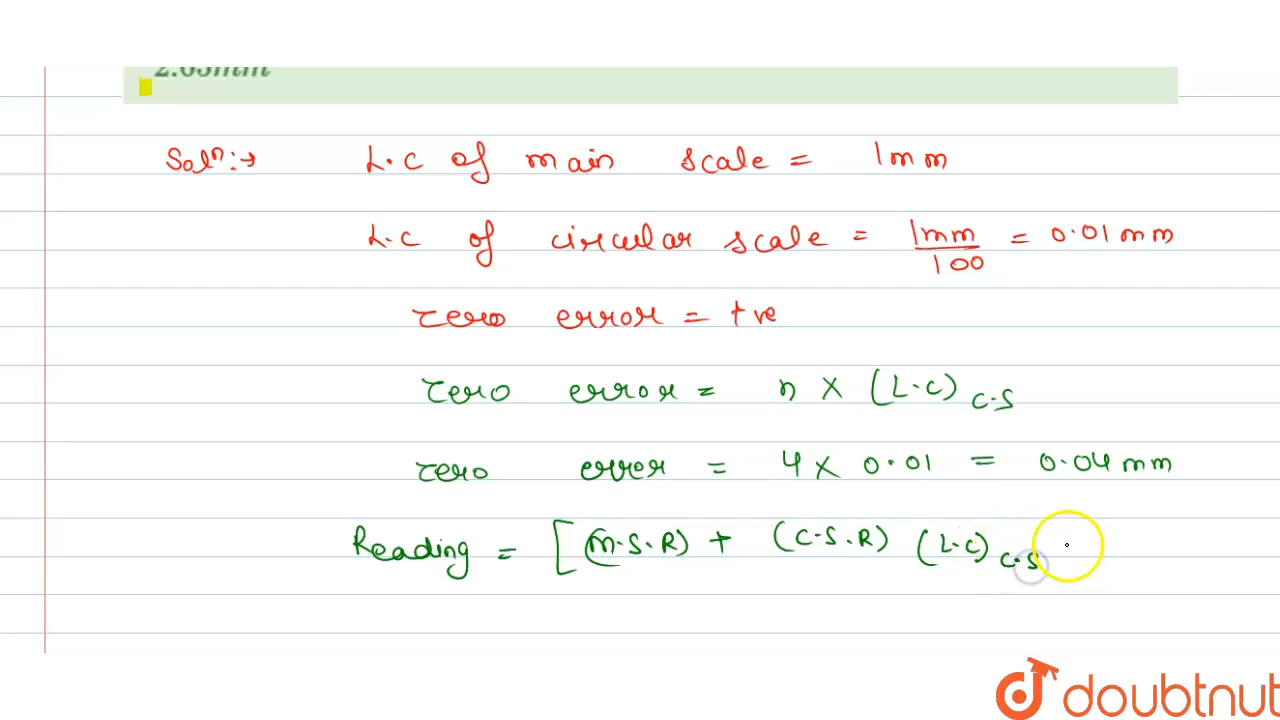 Solⁿ:→ L.C of main scale = 1mm
L.C of circular scale = 1mm/100 = 0.01mm
zero error = +ve
zero error = n × (L.C)C.S
zero error = 4 × 0.01 = 0.04mm
Reading = [(M.S.R) + (C.S.R) (L.C)C.S
doubtnut